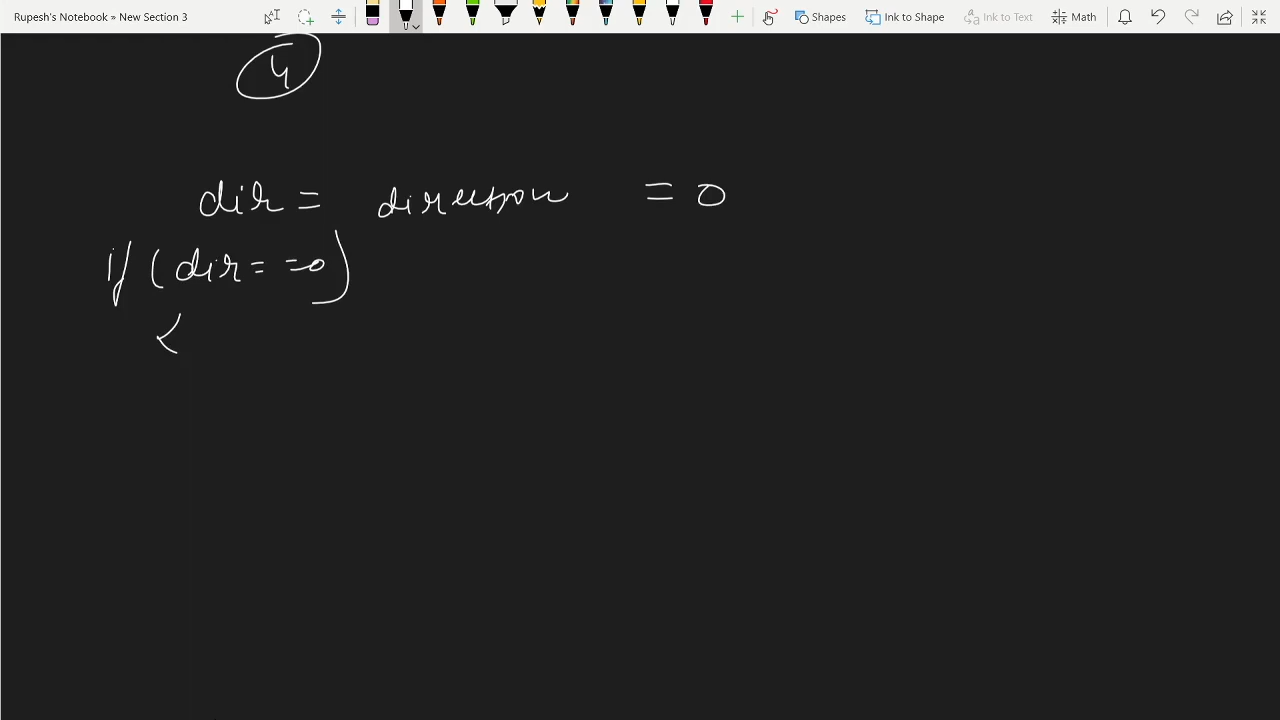 Rupesh's Notebook » New Section 3 Shapes Ink to Shape Ink to Text Math
4
dir = direction = 0
if (dir = = 0)
{